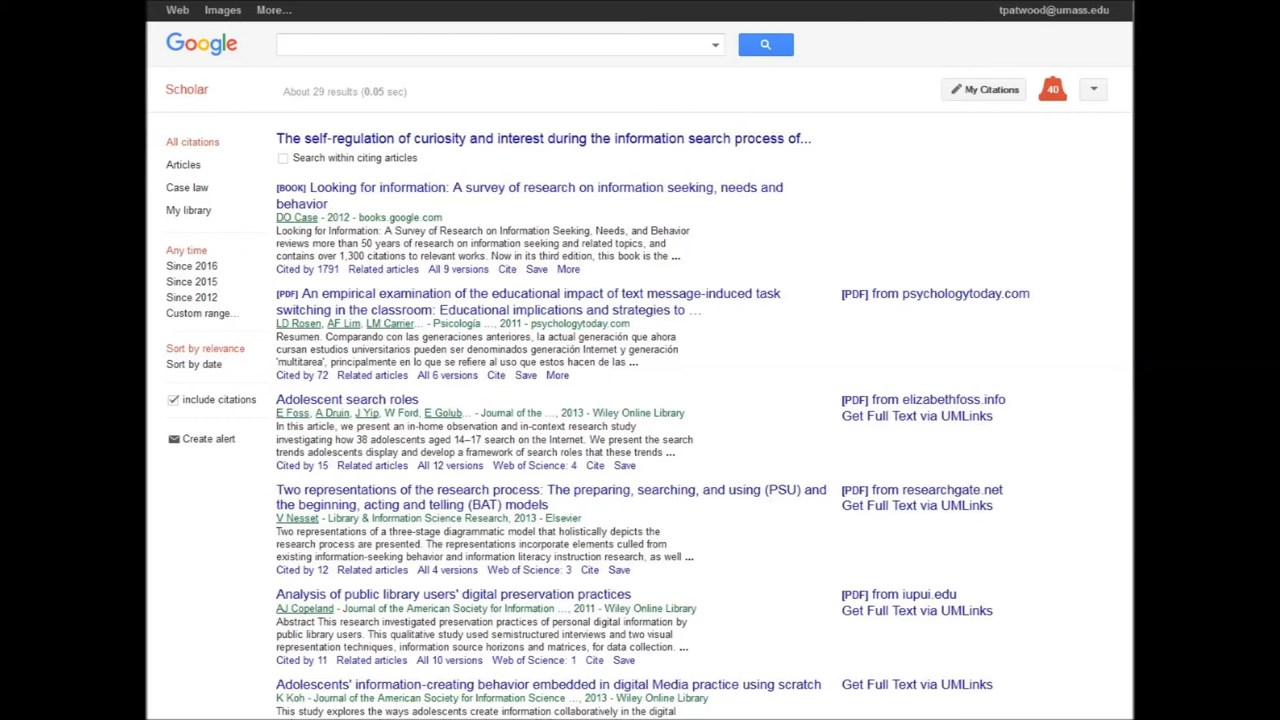 Web Images More... tpatwood@umass.edu
Google
Scholar About 29 results (0.05 sec) My Citations 40
All citations
Articles
Case law
My library
Any time
Since 2016
Since 2015
Since 2012
Custom range...
Sort by relevance
Sort by date
include citations
Create alert
The self-regulation of curiosity and interest during the information search process of...
Search within citing articles
[BOOK] Looking for information: A survey of research on information seeking, needs and
behavior
DO Case - 2012 - books.google.com
Looking for Information: A Survey of Research on Information Seeking, Needs, and Behavior
reviews more than 50 years of research on information seeking and related topics, and
contains over 1,300 citations to relevant works. Now in its third edition, this book is the ...
Cited by 1791 Related articles All 9 versions Cite Save More
[PDF] An empirical examination of the educational impact of text message-induced task
switching in the classroom: Educational implications and strategies to …
LD Rosen, AF Lim, LM Carrier... - Psicología ..., 2011 - psychologytoday.com
Resumen. Comparando con las generaciones anteriores, la actual generación que ahora
cursan estudios universitarios pueden ser denominados generación Internet y generación
'multitarea', principalmente en lo que se refiere al uso que estos hacen de las ...
Cited by 72 Related articles All 6 versions Cite Save More
[PDF] from psychologytoday.com
Adolescent search roles
E Foss, A Druin, J Yip, W Ford, E Golub... - Journal of the ..., 2013 - Wiley Online Library
In this article, we present an in-home observation and in-context research study
investigating how 38 adolescents aged 14–17 search on the Internet. We present the search
trends adolescents display and develop a framework of search roles that these trends ...
Cited by 15 Related articles All 12 versions Web of Science: 4 Cite Save
[PDF] from elizabethfoss.info
Get Full Text via UMLinks
Two representations of the research process: The preparing, searching, and using (PSU) and
the beginning, acting and telling (BAT) models
V Nesset - Library & Information Science Research, 2013 - Elsevier
Two representations of a three-stage diagrammatic model that holistically depicts the
research process are presented. The representations incorporate elements culled from
existing information-seeking behavior and information literacy instruction research, as well ...
Cited by 12 Related articles All 4 versions Web of Science: 3 Cite Save
[PDF] from researchgate.net
Get Full Text via UMLinks
Analysis of public library users' digital preservation practices
AJ Copeland - Journal of the American Society for Information ..., 2011 - Wiley Online Library
Abstract This research investigated preservation practices of personal digital information by
public library users. This qualitative study used semistructured interviews and two visual
representation techniques, information source horizons and matrices, for data collection. ...
Cited by 11 Related articles All 10 versions Web of Science: 1 Cite Save
[PDF] from iupui.edu
Get Full Text via UMLinks
Adolescents' information-creating behavior embedded in digital Media practice using scratch
K Koh - Journal of the American Society for Information Science ..., 2013 - Wiley Online Library
This study explores the ways adolescents create information collaboratively in the digital
Get Full Text via UMLinks